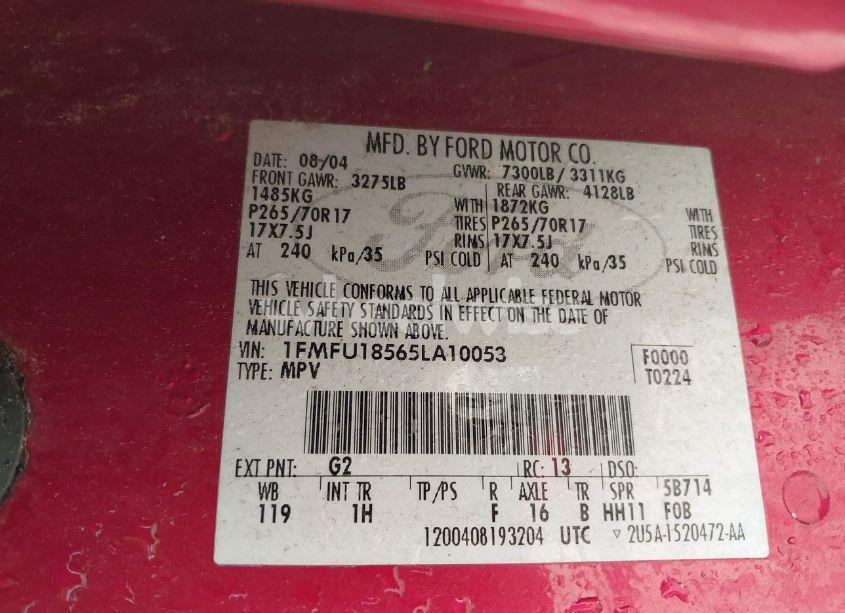 MFD. BY FORD MOTOR CO.
DATE: 08/04 GVWR: 7300LB / 3311KG
FRONT GAWR: 3275LB REAR GAWR: 4128LB
1485KG WITH 1872KG WITH
P265/70R17 TIRES P265/70R17 TIRES
17X7.5J RIMS 17X7.5J RIMS
AT 240 kPa/35 PSI COLD AT 240 kPa/35 PSI COLD
THIS VEHICLE CONFORMS TO ALL APPLICABLE FEDERAL MOTOR
VEHICLE SAFETY STANDARDS IN EFFECT ON THE DATE OF
MANUFACTURE SHOWN ABOVE.
VIN: 1FMFU18565LA10053 F0000
TYPE: MPV T0224
EXT PNT: G2 RC: 13 DSO:
WB INT TR TP/PS R AXLE TR SPR 5B714
119 1H F 16 B HH11 F0B
1200408193204 UTC ▽ 2U5A-1520472-AA